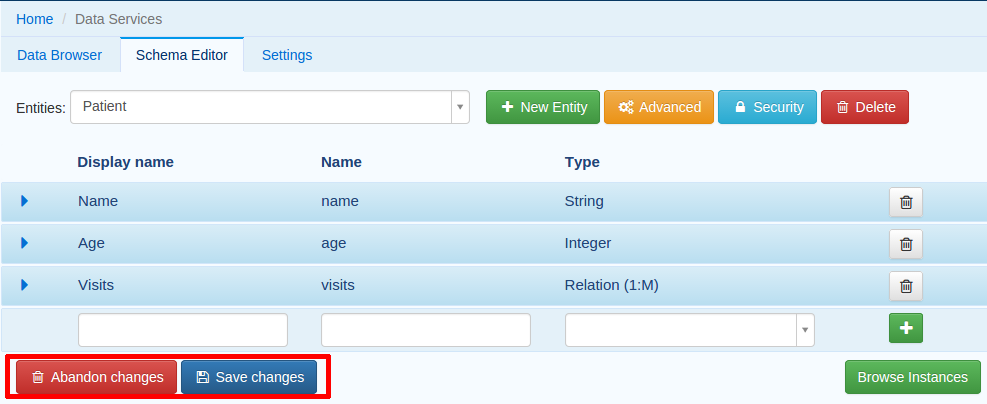 Home / Data Services
Data Browser Schema Editor Settings
Entities: Patient New Entity Advanced Security Delete
Display name Name Type
Name name String
Age age Integer
Visits visits Relation (1:M)
Abandon changes Save changes Browse Instances